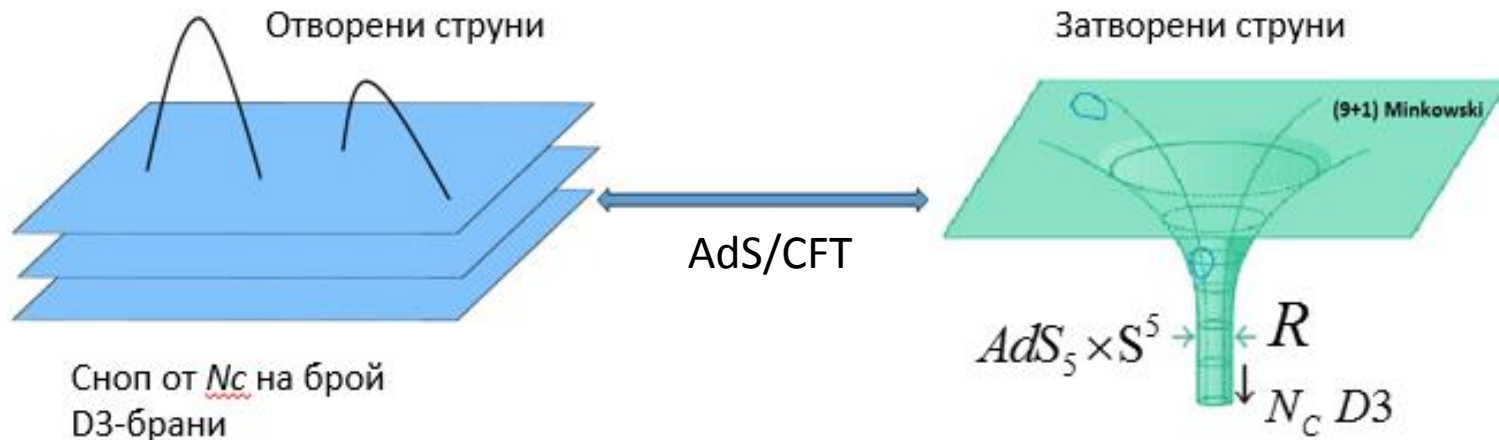 Отворени струни
Затворени струни
(9+1) Minkowski
AdS/CFT
AdS₅×S⁵
R
N_C D3
Сноп от Nc на брой
D3-брани